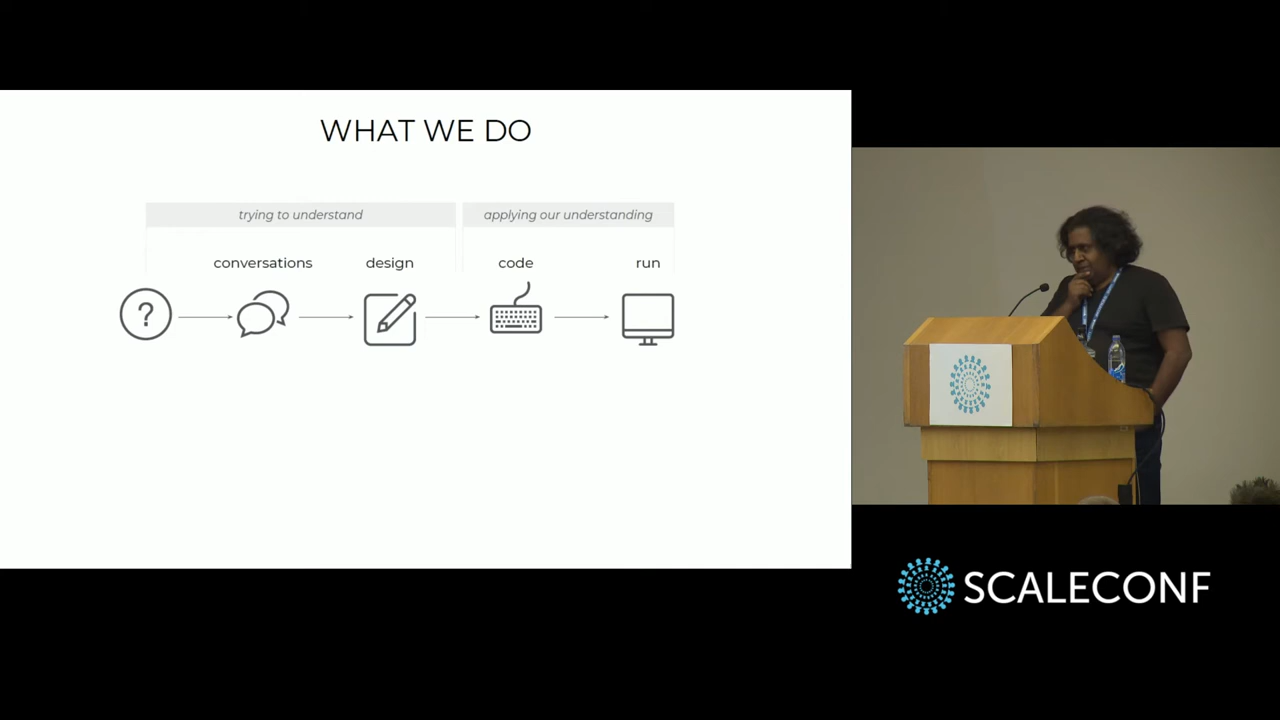 WHAT WE DO
trying to understand
applying our understanding
conversations
design
code
run
?
SCALECONF